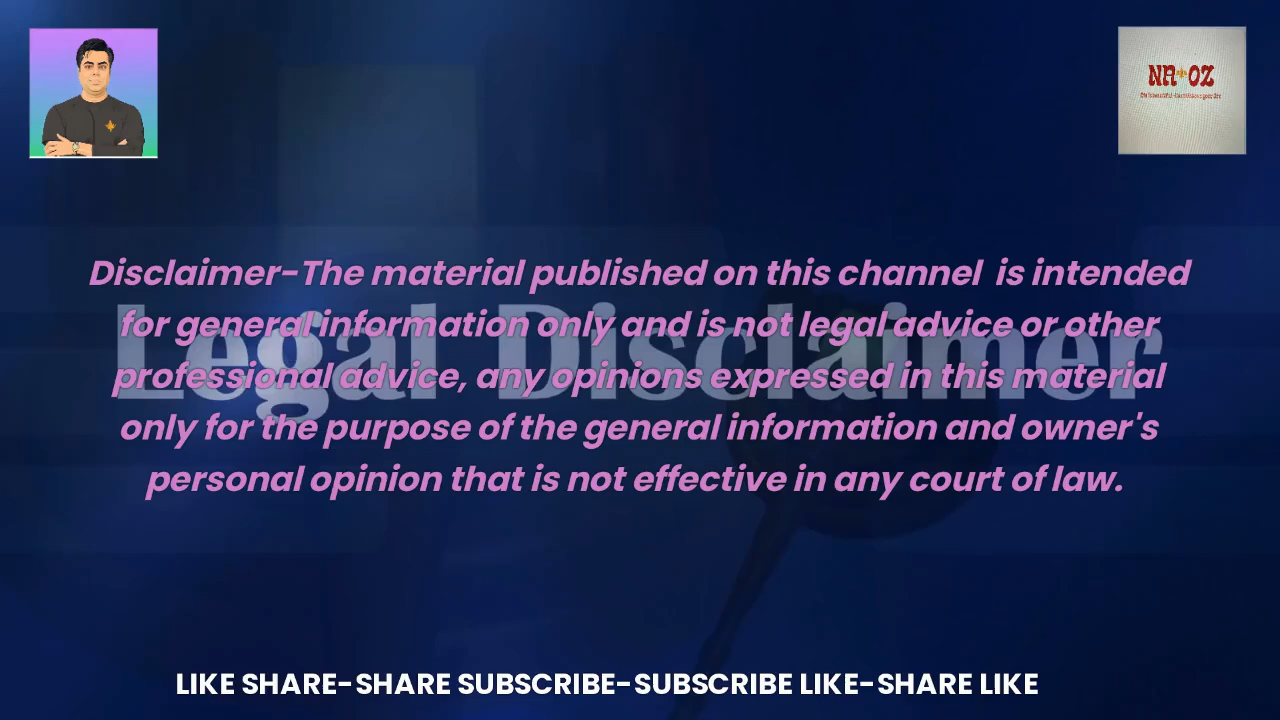 NA OZ
Disclaimer-The material published on this channel is intended
for general information only and is not legal advice or other
professional advice, any opinions expressed in this material
only for the purpose of the general information and owner's
personal opinion that is not effective in any court of law.
Legal Disclaimer
LIKE SHARE-SHARE SUBSCRIBE-SUBSCRIBE LIKE-SHARE LIKE